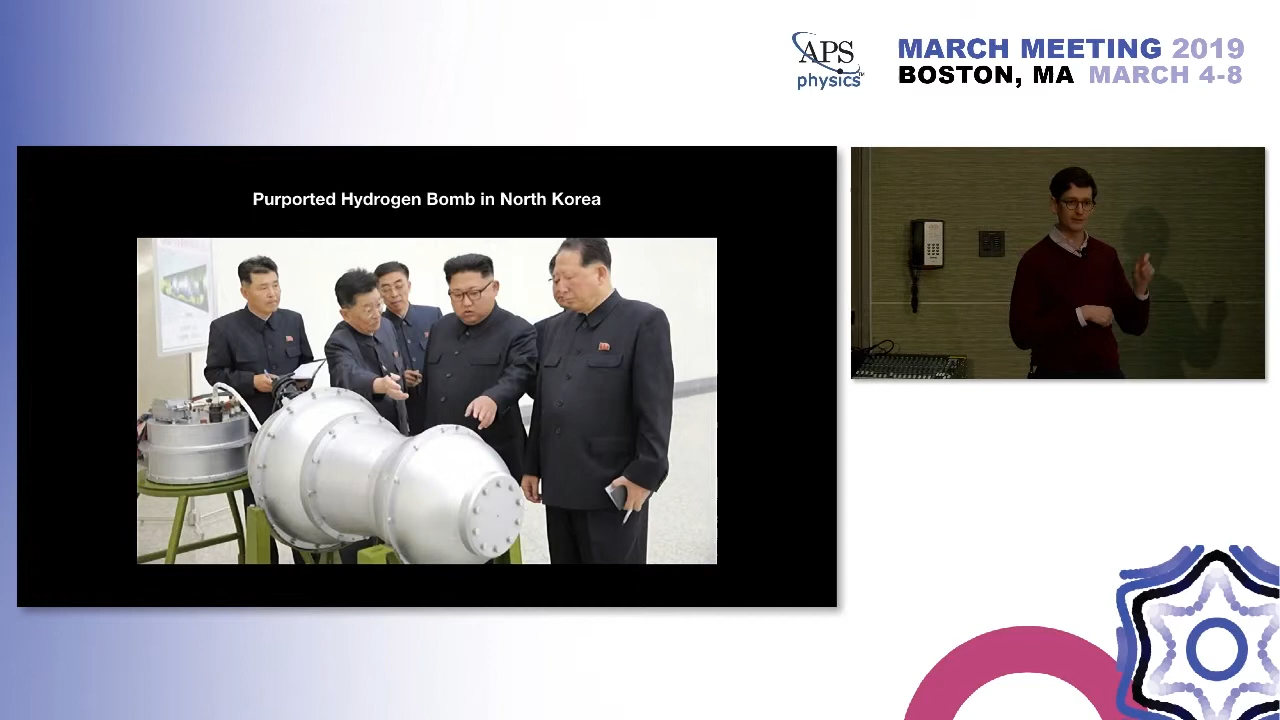 APS
physics
MARCH MEETING 2019
BOSTON, MA MARCH 4-8
Purported Hydrogen Bomb in North Korea